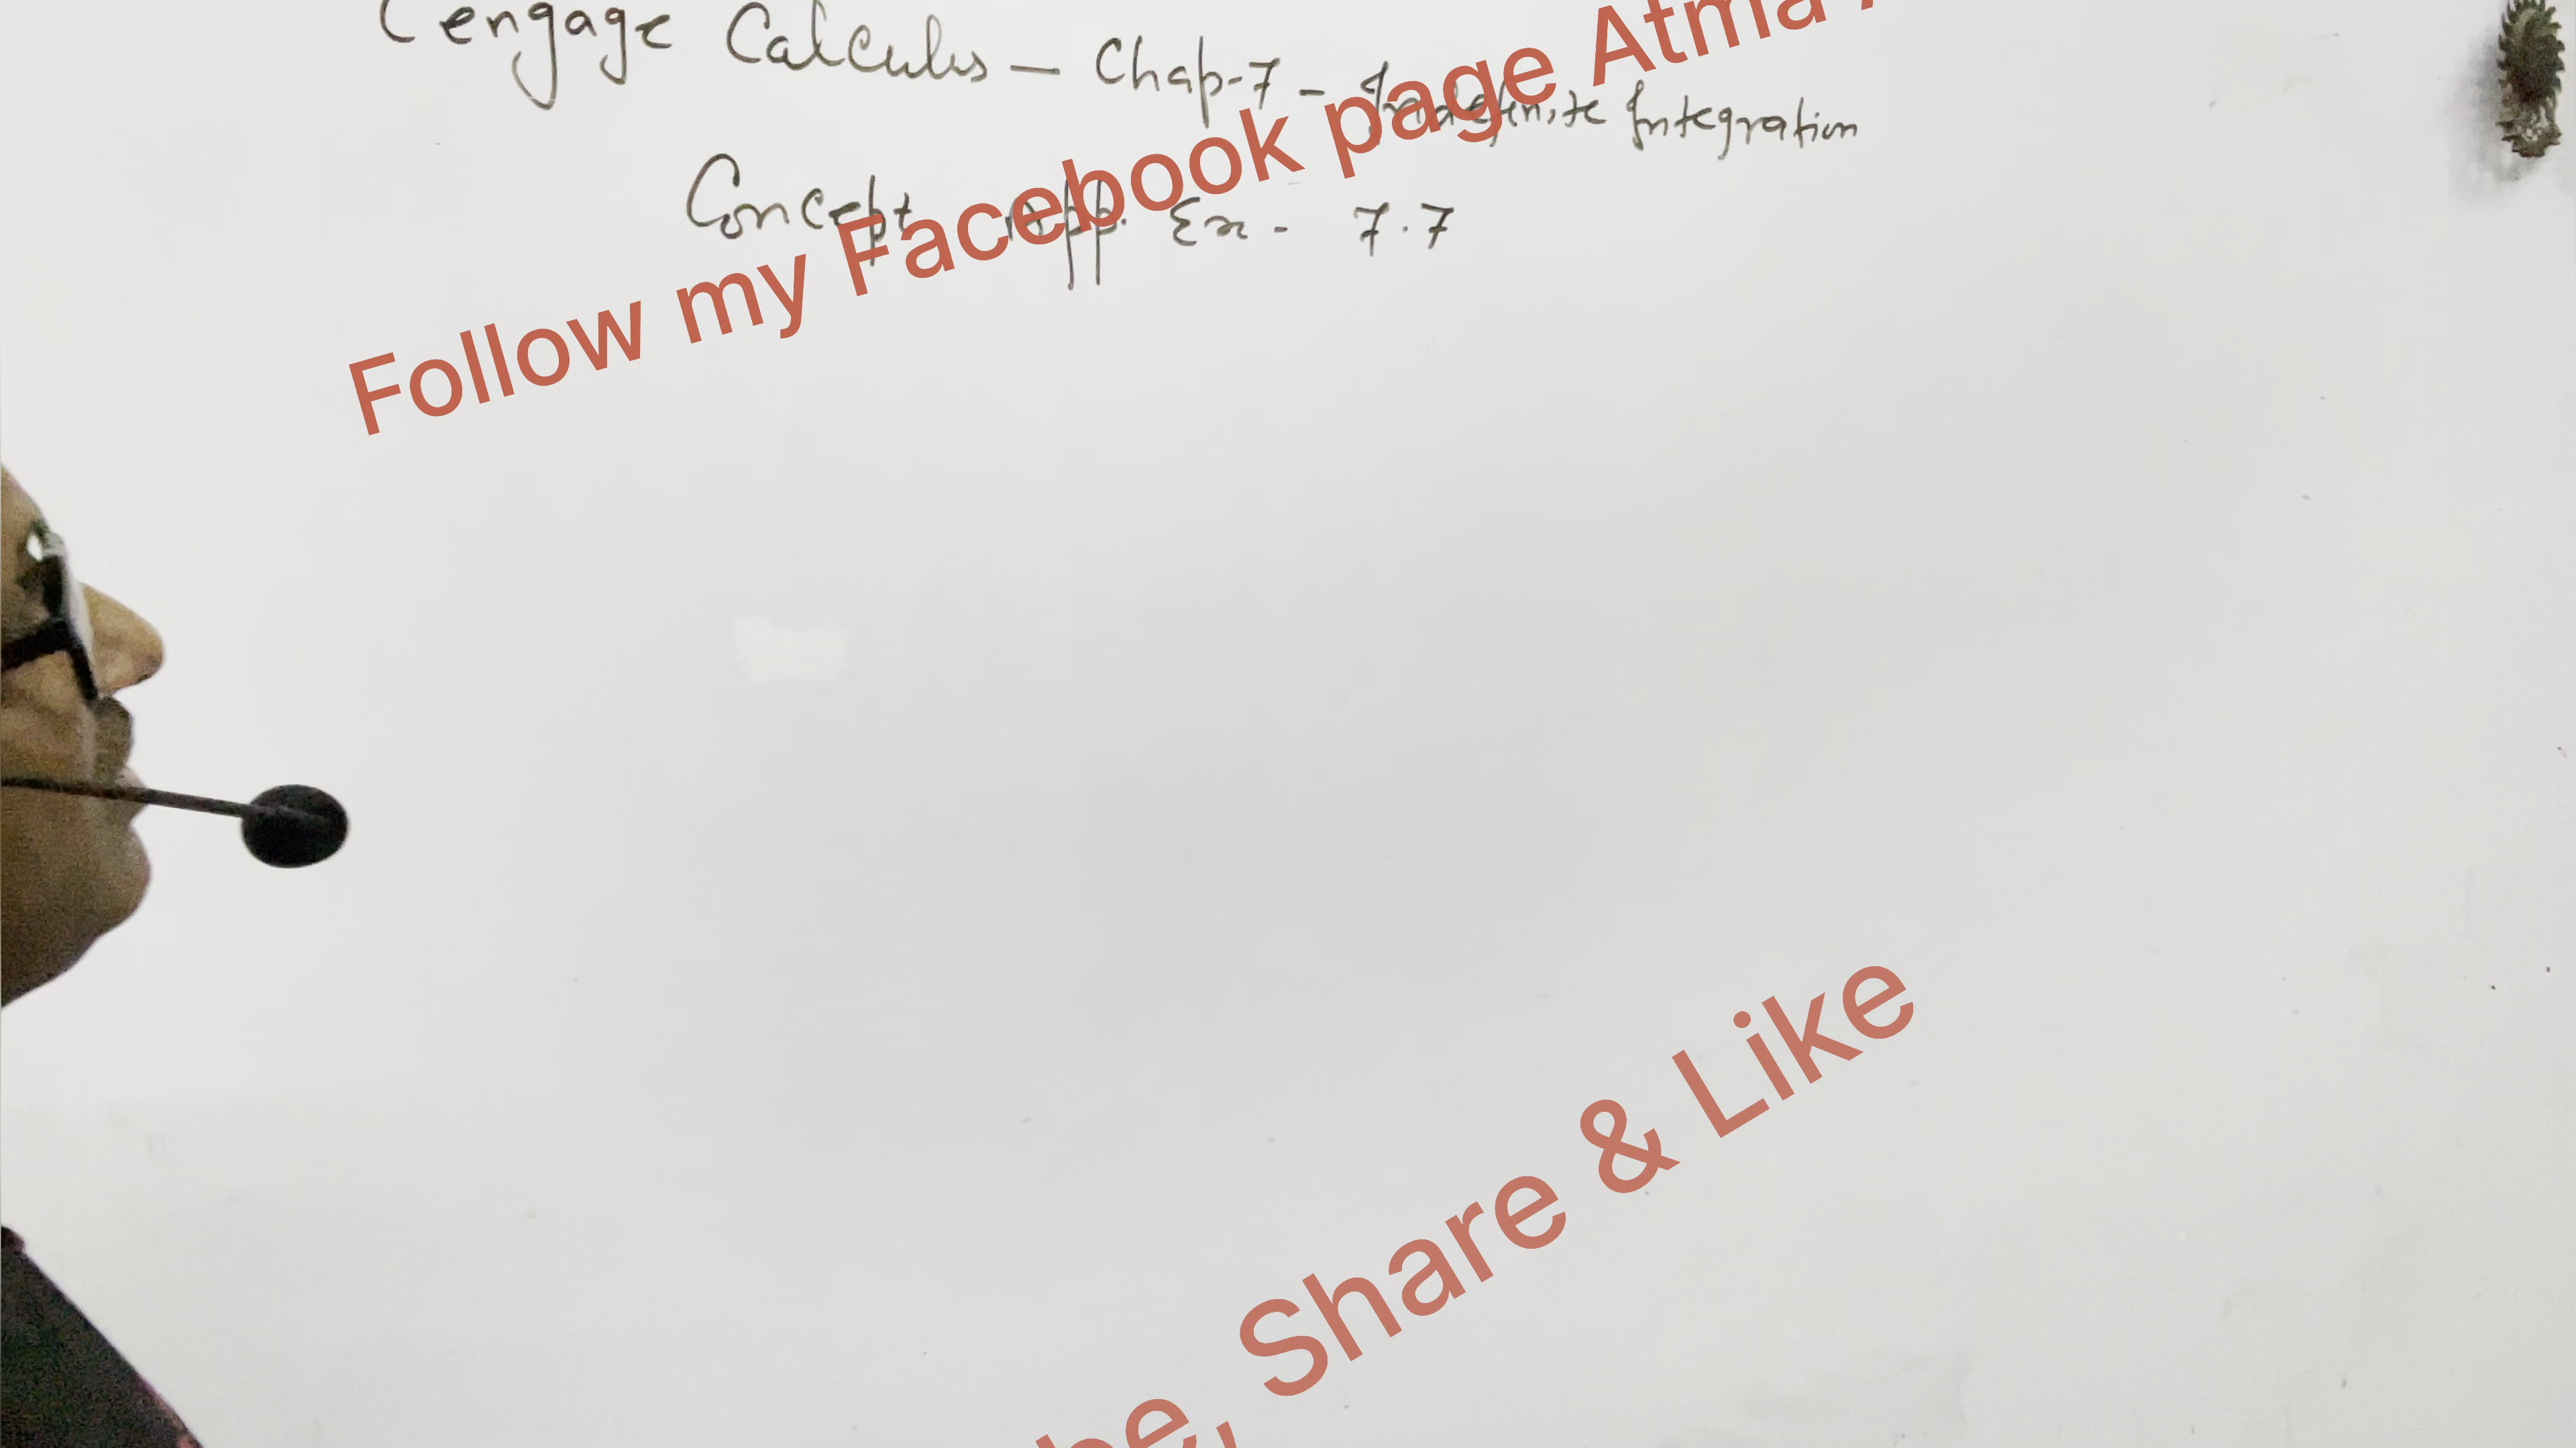 Cengage Calculus — Chap-7 - Indefinite Integration
Concept App. Ex - 7.7
Follow my Facebook page Atma
Share & Like